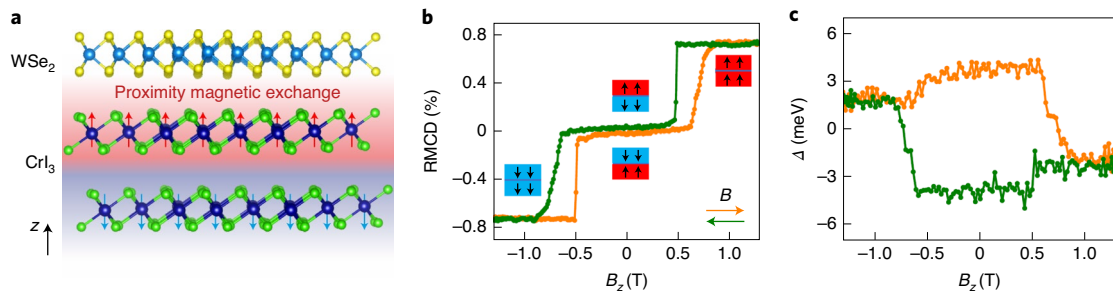 a
WSe2
Proximity magnetic exchange
CrI3
z
b
RMCD (%)
0.8
0.4
0
−0.4
−0.8
B
−1.0
−0.5
0
0.5
1.0
Bz (T)
c
Δ (meV)
6
3
0
−3
−6
−1.0
−0.5
0
0.5
1.0
Bz (T)